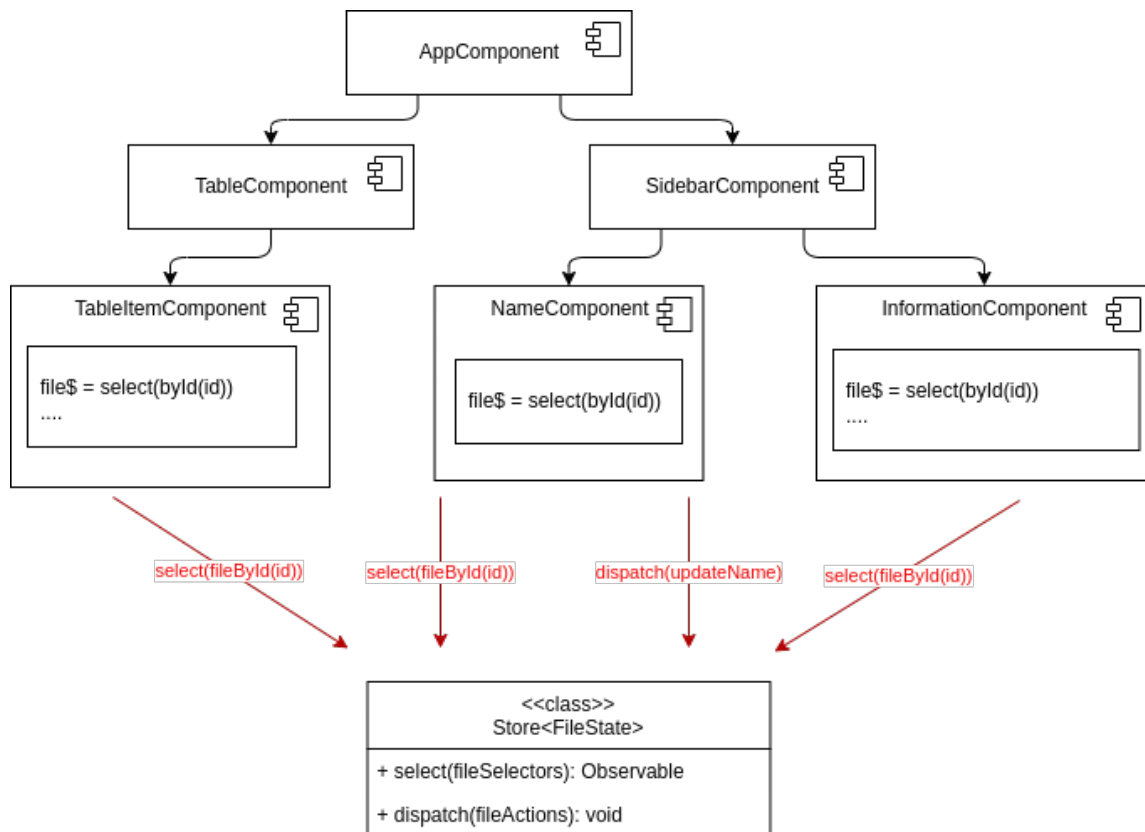 AppComponent
TableComponent
SidebarComponent
TableItemComponent
file$ = select(byId(id))
....
NameComponent
file$ = select(byId(id))
InformationComponent
file$ = select(byId(id))
....
select(fileById(id))
select(fileById(id))
dispatch(updateName)
select(fileById(id))
<<class>>
Store<FileState>
+ select(fileSelectors): Observable
+ dispatch(fileActions): void